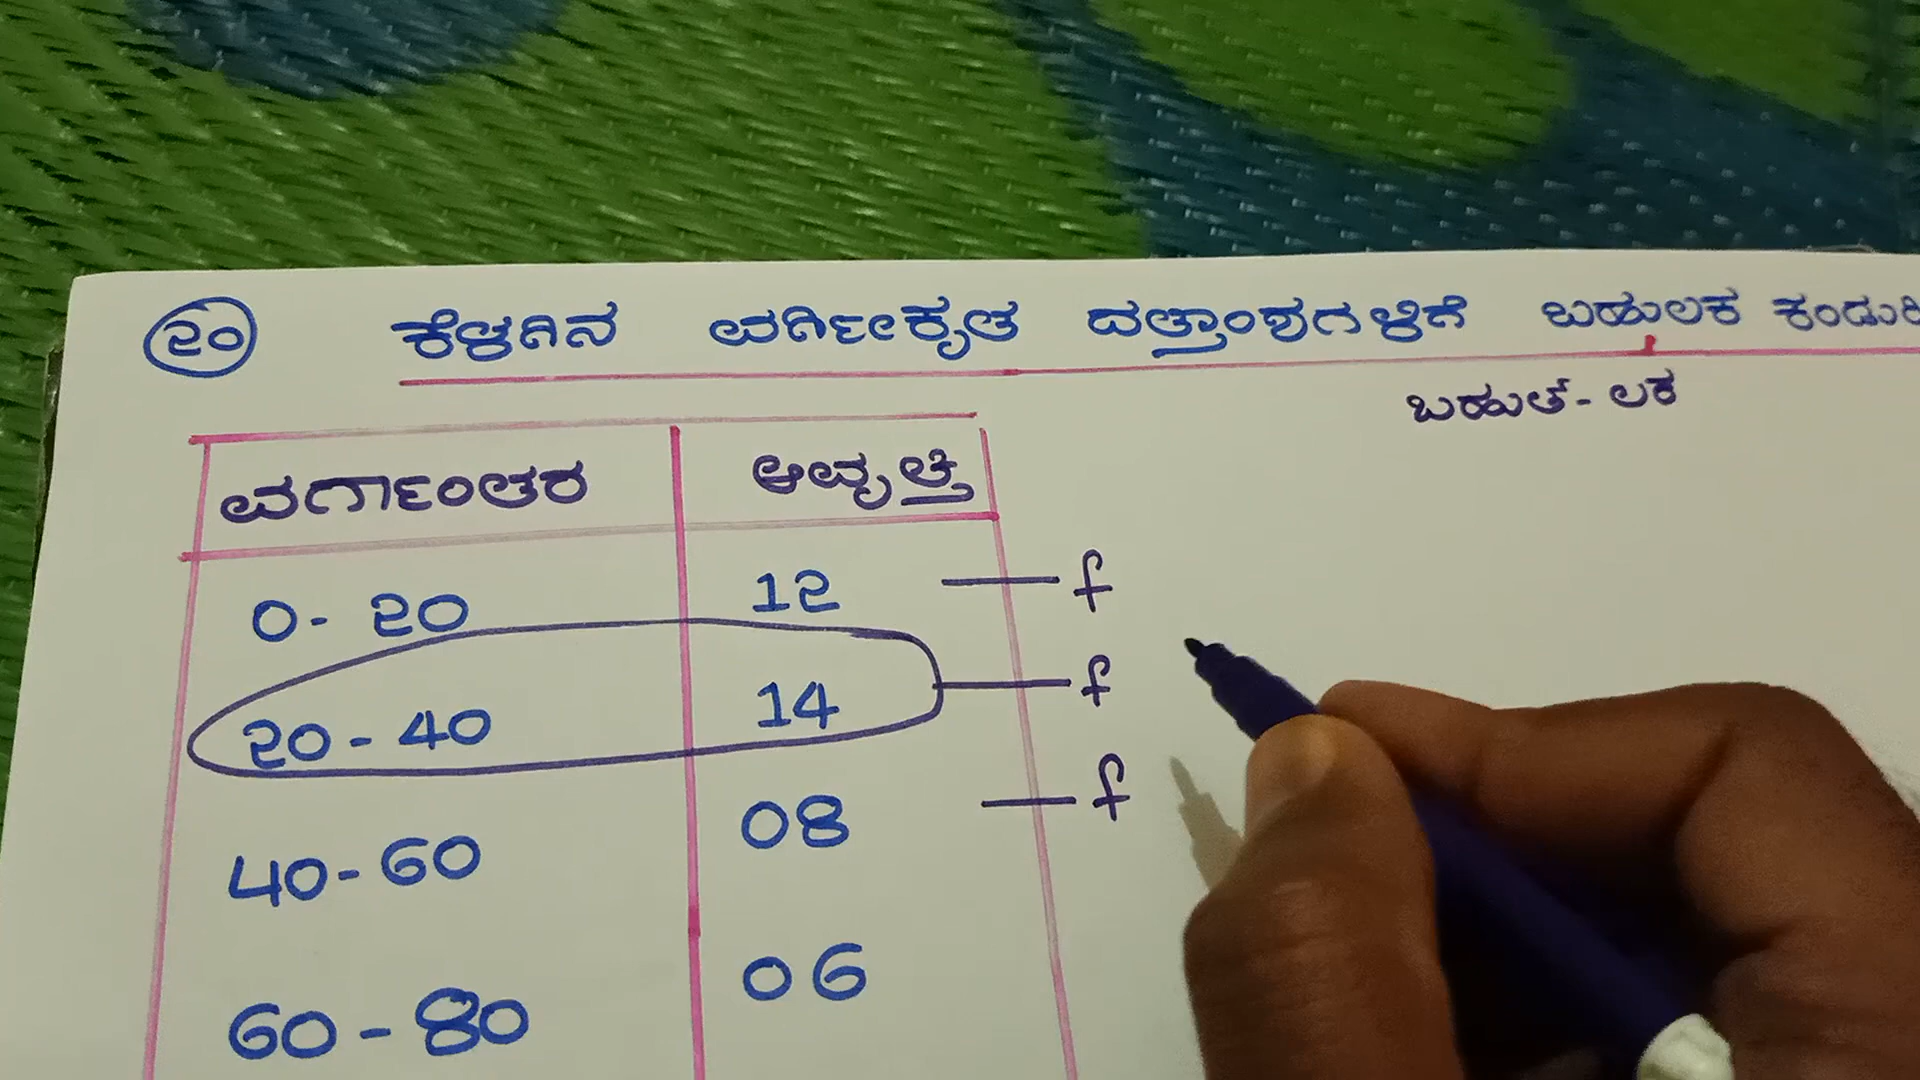 ೨೦ ಕೆಳಗಿನ ವರ್ಗೀಕೃತ ದತ್ತಾಂಶಗಳಿಗೆ ಬಹುಲಕ
ಬಹುತ್ - ಲಕ
ವರ್ಗಾಂತರ ಆವೃತ್ತಿ
0 - 20 12 f
20 - 40 14 f
40 - 60 08 f
60 - 80 06